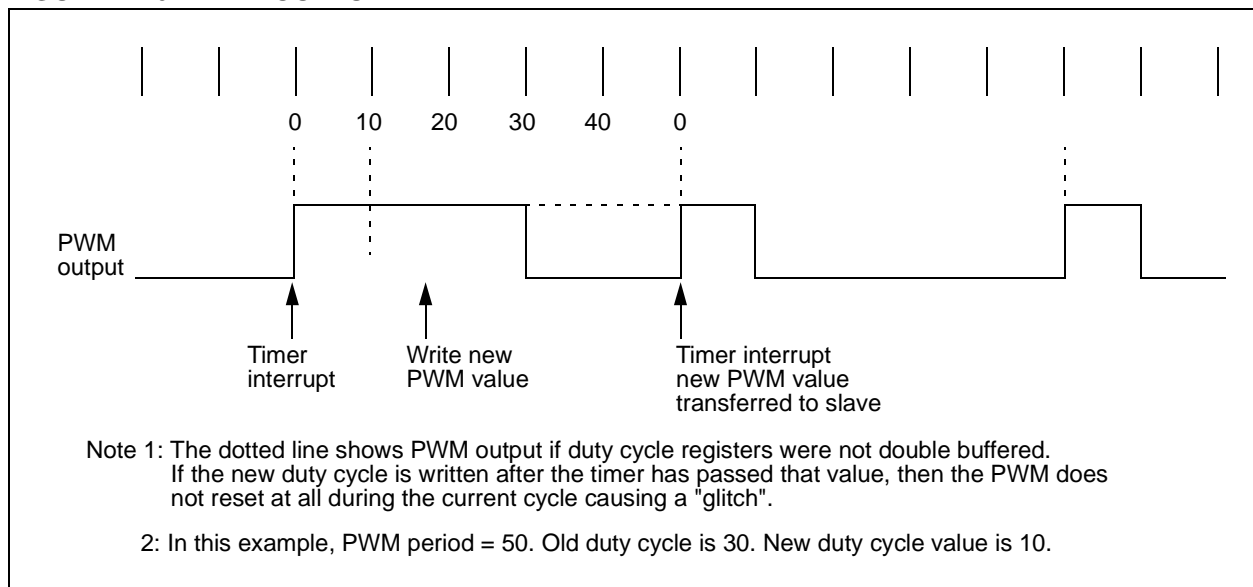 0 10 20 30 40 0
PWM
output
Timer
interrupt
Write new
PWM value
Timer interrupt
new PWM value
transferred to slave
Note 1: The dotted line shows PWM output if duty cycle registers were not double buffered.
If the new duty cycle is written after the timer has passed that value, then the PWM does
not reset at all during the current cycle causing a "glitch".
2: In this example, PWM period = 50. Old duty cycle is 30. New duty cycle value is 10.